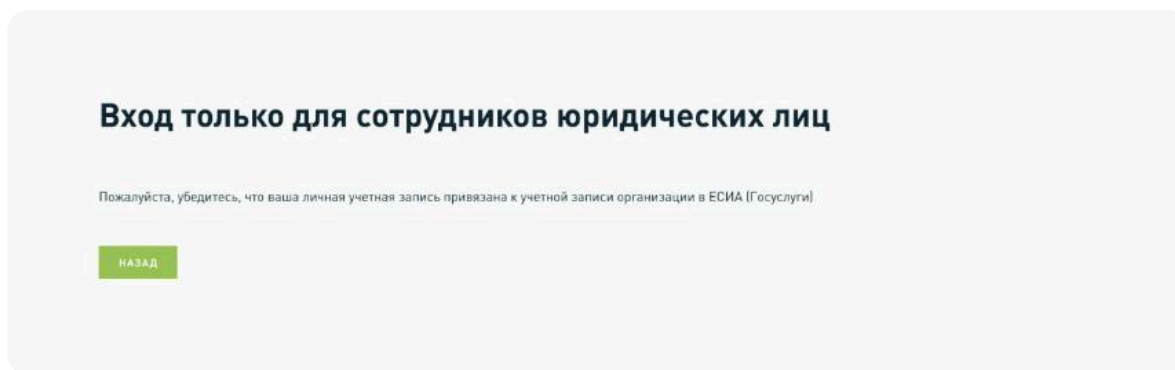 Вход только для сотрудников юридических лиц
Пожалуйста, убедитесь, что ваша личная учетная запись привязана к учетной записи организации в ЕСИА (Госуслуги)
НАЗАД